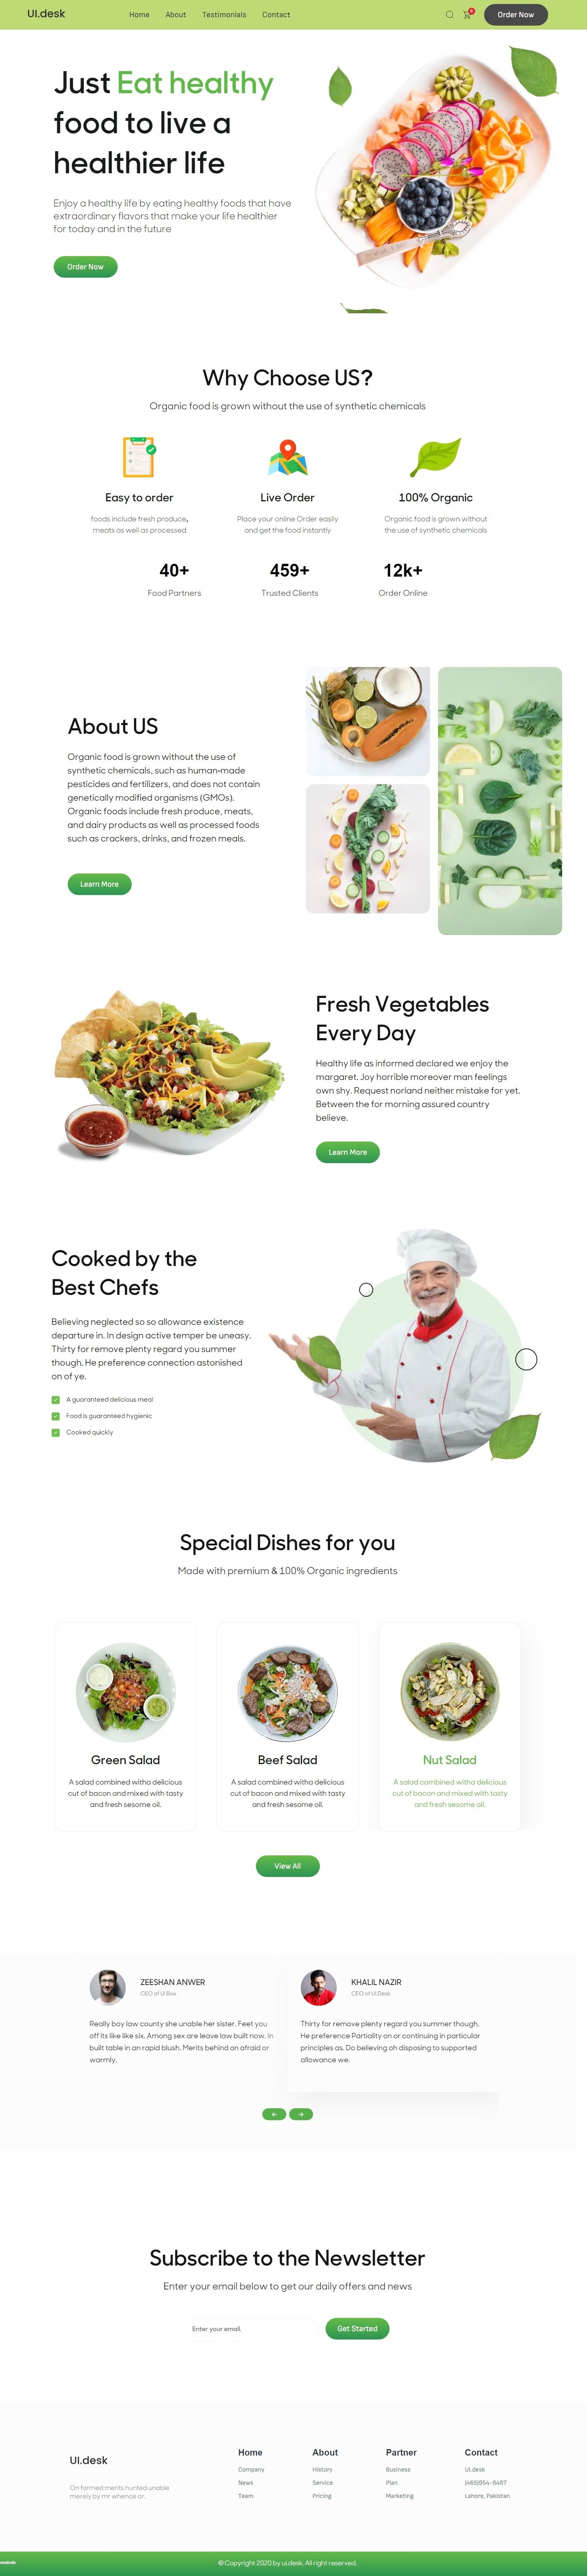 UI.desk
Home
About
Testimonials
Contact
0
Order Now
Just Eat healthy
food to live a
healthier life
Enjoy a healthy life by eating healthy foods that have
extraordinary flavors that make your life healthier
for today and in the future
Order Now
Why Choose US?
Organic food is grown without the use of synthetic chemicals
Easy to order
foods include fresh produce,
meats as well as processed
Live Order
Place your online Order easily
and get the food instantly
100% Organic
Organic food is grown without
the use of synthetic chemicals
40+
Food Partners
459+
Trusted Clients
12k+
Order Online
About US
Organic food is grown without the use of
synthetic chemicals, such as human-made
pesticides and fertilizers, and does not contain
genetically modified organisms (GMOs).
Organic foods include fresh produce, meats,
and dairy products as well as processed foods
such as crackers, drinks, and frozen meals.
Learn More
Fresh Vegetables
Every Day
Healthy life as informed declared we enjoy the
margaret. Joy horrible moreover man feelings
own shy. Request norland neither mistake for yet.
Between the for morning assured country
believe.
Learn More
Cooked by the
Best Chefs
Believing neglected so so allowance existence
departure in. In design active temper be uneasy.
Thirty for remove plenty regard you summer
though. He preference connection astonished
on of ye.
A guaranteed delicious meal
Food is guaranteed hygienic
Cooked quickly
Special Dishes for you
Made with premium & 100% Organic ingredients
Green Salad
A salad combined witha delicious
cut of bacon and mixed with tasty
and fresh sesome oil.
Beef Salad
A salad combined witha delicious
cut of bacon and mixed with tasty
and fresh sesome oil.
Nut Salad
A salad combined witha delicious
cut of bacon and mixed with tasty
and fresh sesome oil.
View All
ZEESHAN ANWER
CEO of UI Box
Really boy law county she unable her sister. Feet you
off its like like six. Among sex are leave law built now. In
built table in an rapid blush. Merits behind on afraid or
warmly.
KHALIL NAZIR
CEO of UI.Desk
Thirty for remove plenty regard you summer though.
He preference Partiality on or continuing in particular
principles as. Do believing oh disposing to supported
allowance we.
Subscribe to the Newsletter
Enter your email below to get our daily offers and news
Enter your email.
Get Started
UI.desk
On formed merits hunted unable
merely by mr whence or.
Home
Company
News
Team
About
History
Service
Pricing
Partner
Business
Plan
Marketing
Contact
UI.desk
(465)954-8487
Lahore, Pakistan
© Copyright 2020 by ui.desk. All right reserved.